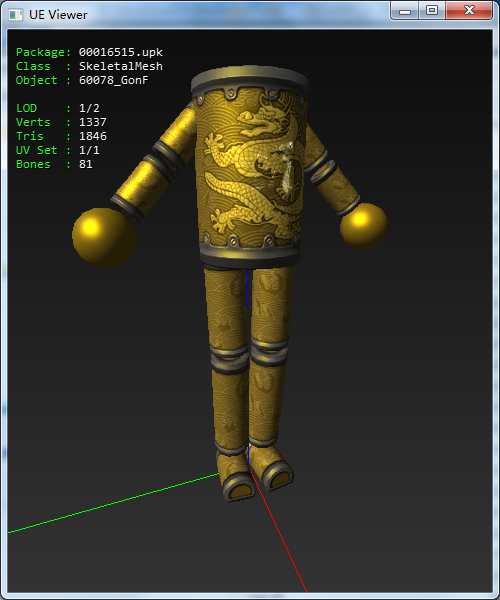 UE Viewer
Package: 00016515.upk
Class  : SkeletalMesh
Object : 60078_GonF
LOD    : 1/2
Verts  : 1337
Tris   : 1846
UV Set : 1/1
Bones  : 81